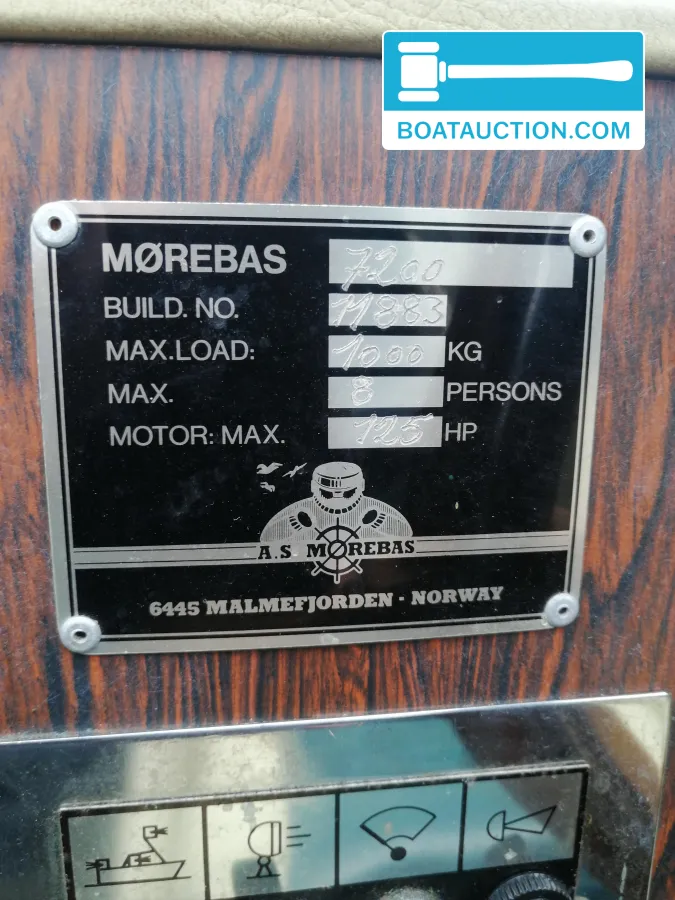 BOATAUCTION.COM
MØREBAS 7200
BUILD. NO. 11883
MAX.LOAD: 1000 KG
MAX. 8 PERSONS
MOTOR: MAX. 125 HP
A.S. MØREBAS
6445 MALMEFJORDEN - NORWAY